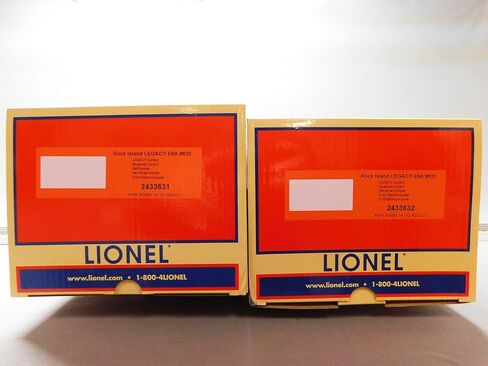 Rock Island LEGACY E8A #630
LEGACY Control
Bluetooth Control
RailSounds
Fan-driven smoke
Front ElectroCoupler
2433631
FOR AGES 14 TO ADULT
LIONEL
www.lionel.com • 1-800-4LIONEL
Rock Island LEGACY E8A #631
LEGACY Control
Bluetooth Control
Fan-driven smoke
Front ElectroCoupler
2433632
FOR AGES 14 TO ADULT
LIONEL
www.lionel.com • 1-800-4LIONEL